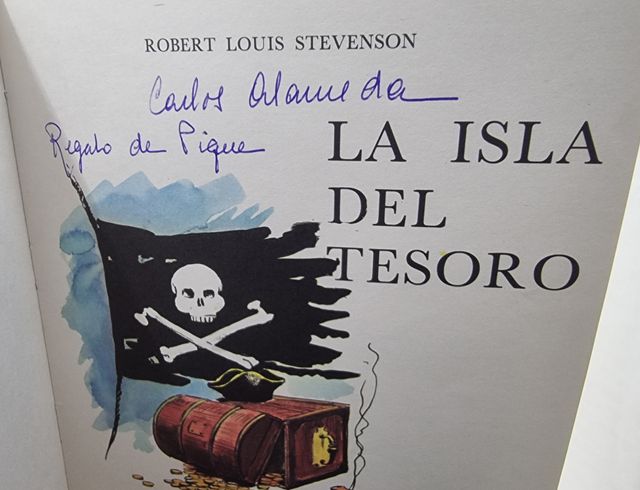 ROBERT LOUIS STEVENSON
Carlos Alameda
Regalo de Pique
LA ISLA
DEL
TESORO